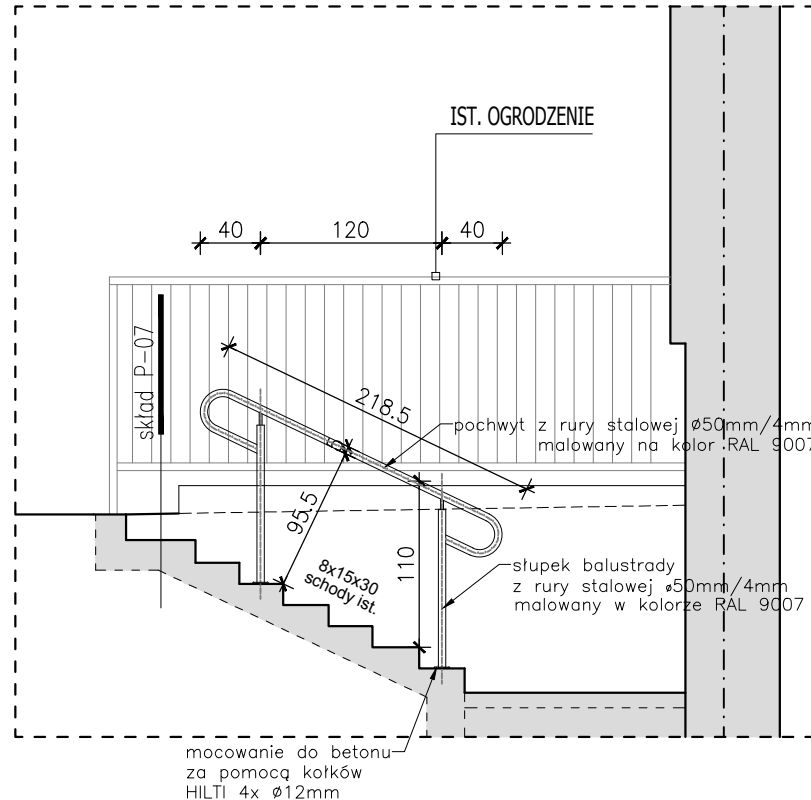 IST. OGRODZENIE
40
120
40
skład P-07
218.5
5
pochwyt z rury stalowej ø50mm/4mm
malowany na kolor RAL 9007
95.5
110
8x15x30
schody ist.
słupek balustrady
z rury stalowej ø50mm/4mm
malowany w kolorze RAL 9007
mocowanie do betonu
za pomocą kołków
HILTI 4x Ø12mm